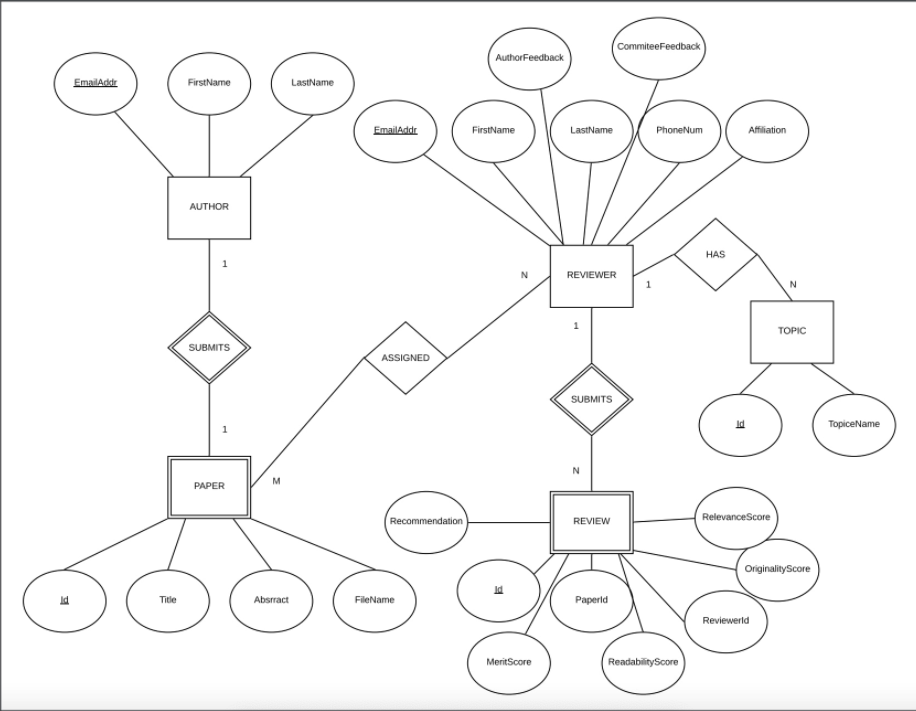 CommiteeFeedback
AuthorFeedback
EmailAddr
FirstName
LastName
EmailAddr
FirstName
LastName
PhoneNum
Affiliation
AUTHOR
HAS
1
N
REVIEWER
1
N
1
TOPIC
SUBMITS
ASSIGNED
SUBMITS
Id
TopiceName
1
N
M
PAPER
Recommendation
REVIEW
RelevanceScore
OriginalityScore
Id
Title
Absrract
FileName
Id
PaperId
ReviewerId
MeritScore
ReadabilityScore